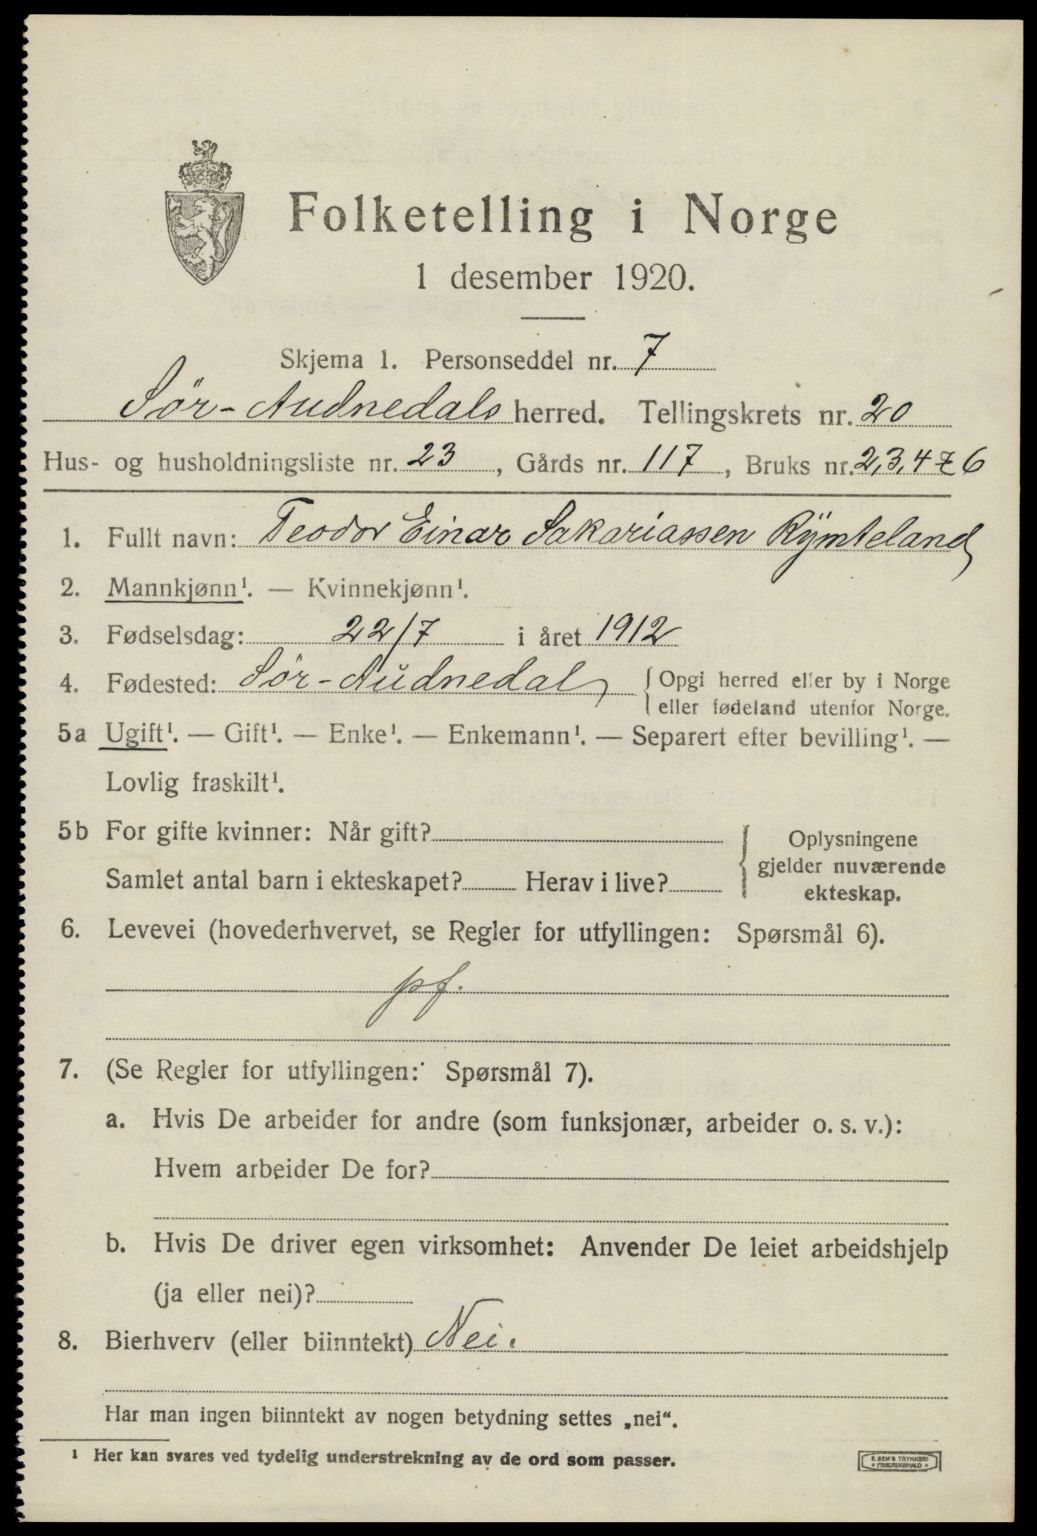 Folketelling i Norge
1 desember 1920.
Skjema 1. Personseddel nr. 7
Sør-Audnedals herred. Tellingskrets nr. 20
Hus- og husholdningsliste nr. 23, Gårds nr. 117, Bruks nr. 2,3,4 & 6
1. Fullt navn: Teodor Einar Sakariassen Rÿmteland
2. Mannkjønn¹. — Kvinnekjønn¹.
3. Fødselsdag: 22/7 i året 1912
4. Fødested: Sør-Audnedal { Opgi herred eller by i Norge
eller fødeland utenfor Norge.
5a Ugift¹. — Gift¹. — Enke¹. — Enkemann¹. — Separert efter bevilling¹. —
Lovlig fraskilt¹.
5b For gifte kvinner: Når gift?
Samlet antal barn i ekteskapet? Herav i live?
Oplysningene
gjelder nuværende
ekteskap.
6. Levevei (hovederhvervet, se Regler for utfyllingen: Spørsmål 6).
pf.
7. (Se Regler for utfyllingen: Spørsmål 7).
a. Hvis De arbeider for andre (som funksjonær, arbeider o. s. v.):
Hvem arbeider De for?
b. Hvis De driver egen virksomhet: Anvender De leiet arbeidshjelp
(ja eller nei)?
8. Bierhverv (eller biinntekt) Nei.
Har man ingen biinntekt av nogen betydning settes „nei“.
¹ Her kan svares ved tydelig understrekning av de ord som passer.
E. SEM'S TRYKKERI
FREDRIKSHALD